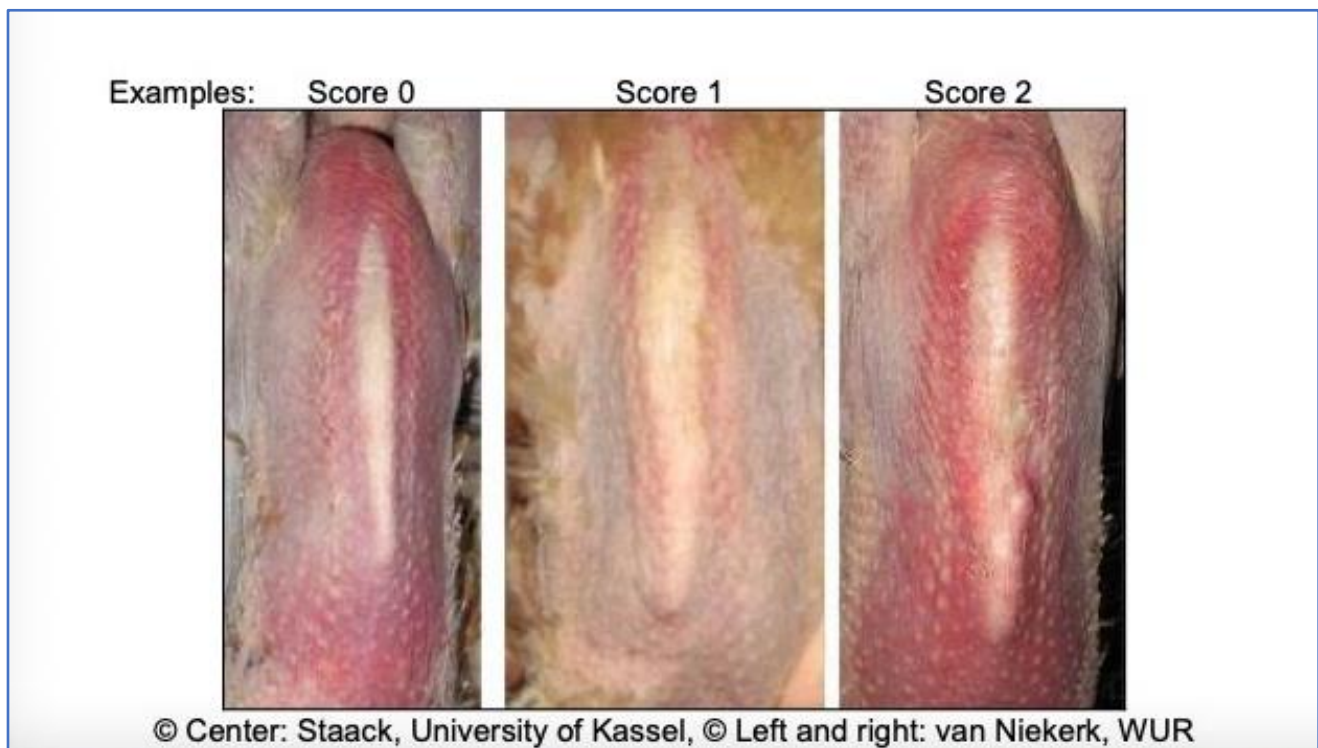 Examples: Score 0 Score 1 Score 2
© Center: Staack, University of Kassel, © Left and right: van Niekerk, WUR